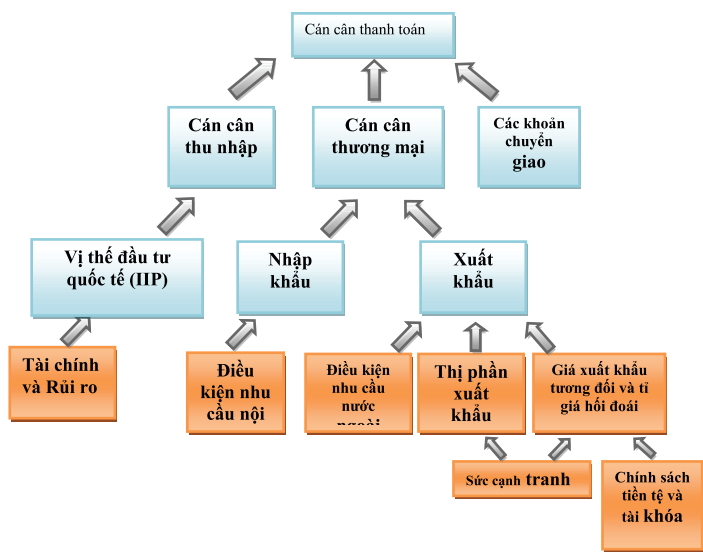 Cán cân thanh toán
Cán cân
thu nhập
Cán cân
thương mại
Các khoản
chuyển
giao
Vị thế đầu tư
quốc tế (IIP)
Nhập
khẩu
Xuất
khẩu
Tài chính
và Rủi ro
Điều
kiện nhu
cầu nội
Điều kiện
nhu cầu
nước
ngoài
Thị phần
xuất
khẩu
Giá xuất khẩu
tương đối và tỉ
giá hối đoái
Sức cạnh tranh
Chính sách
tiền tệ và
tài khóa